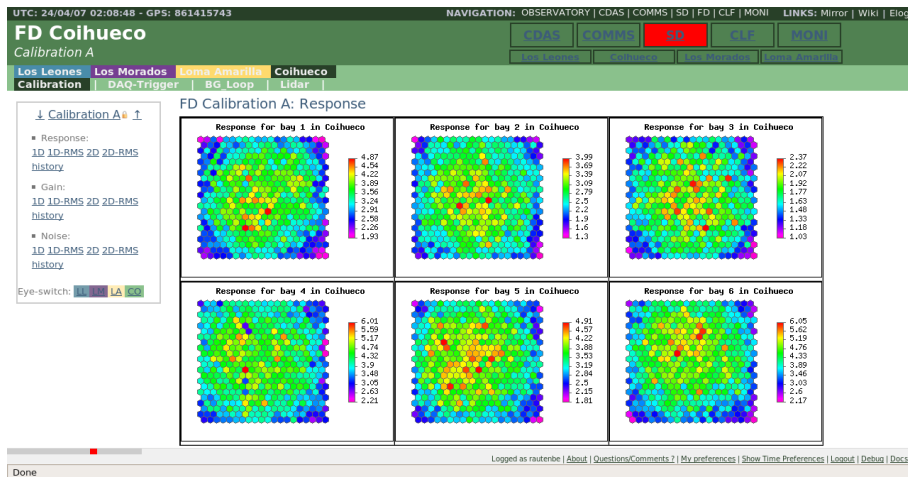 UTC: 24/04/07 02:08:48 - GPS: 861415743
NAVIGATION: OBSERVATORY | CDAS | COMMS | SD | FD | CLF | MONI LINKS: Mirror | Wiki | Elog
FD Coihueco
Calibration A
CDAS COMMS SD CLF MONI
Los Leones Coihueco Los Morados Loma Amarilla
Los Leones Los Morados Loma Amarilla Coihueco
Calibration | DAQ-Trigger | BG_Loop | Lidar |
↓ Calibration A ↑
Response:
1D 1D-RMS 2D 2D-RMS
history
Gain:
1D 1D-RMS 2D 2D-RMS
history
Noise:
1D 1D-RMS 2D 2D-RMS
history
Eye-switch: LL LM LA CO
FD Calibration A: Response
Response for bay 1 in Coihueco
4.87
4.54
4.22
3.89
3.56
3.24
2.91
2.58
2.26
1.93
Response for bay 2 in Coihueco
3.99
3.69
3.39
3.09
2.79
2.5
2.2
1.9
1.6
1.3
Response for bay 3 in Coihueco
2.37
2.22
2.07
1.92
1.77
1.63
1.48
1.33
1.18
1.03
Response for bay 4 in Coihueco
6.01
5.59
5.17
4.74
4.32
3.9
3.48
3.05
2.63
2.21
Response for bay 5 in Coihueco
4.91
4.57
4.22
3.88
3.53
3.19
2.84
2.5
2.15
1.81
Response for bay 6 in Coihueco
6.05
5.62
5.19
4.76
4.33
3.89
3.46
3.03
2.6
2.17
Logged as rautenbe | About | Questions/Comments ? | My preferences | Show Time Preferences | Logout | Debug | Docs
Done